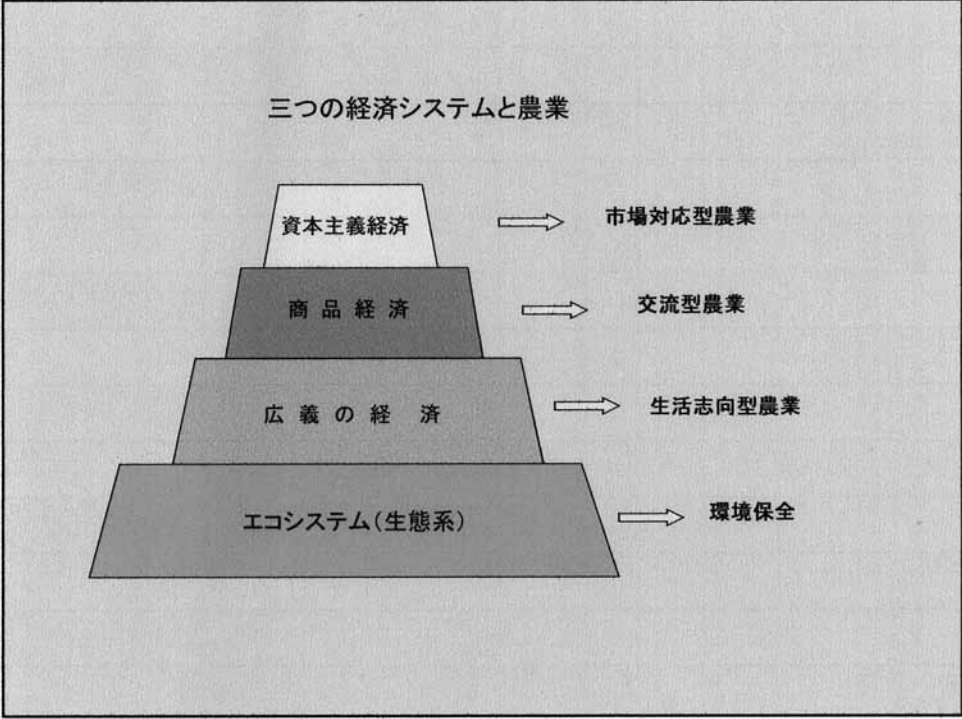 三つの経済システムと農業
資本主義経済
市場対応型農業
商品経済
交流型農業
広義の経済
生活志向型農業
エコシステム(生態系)
環境保全